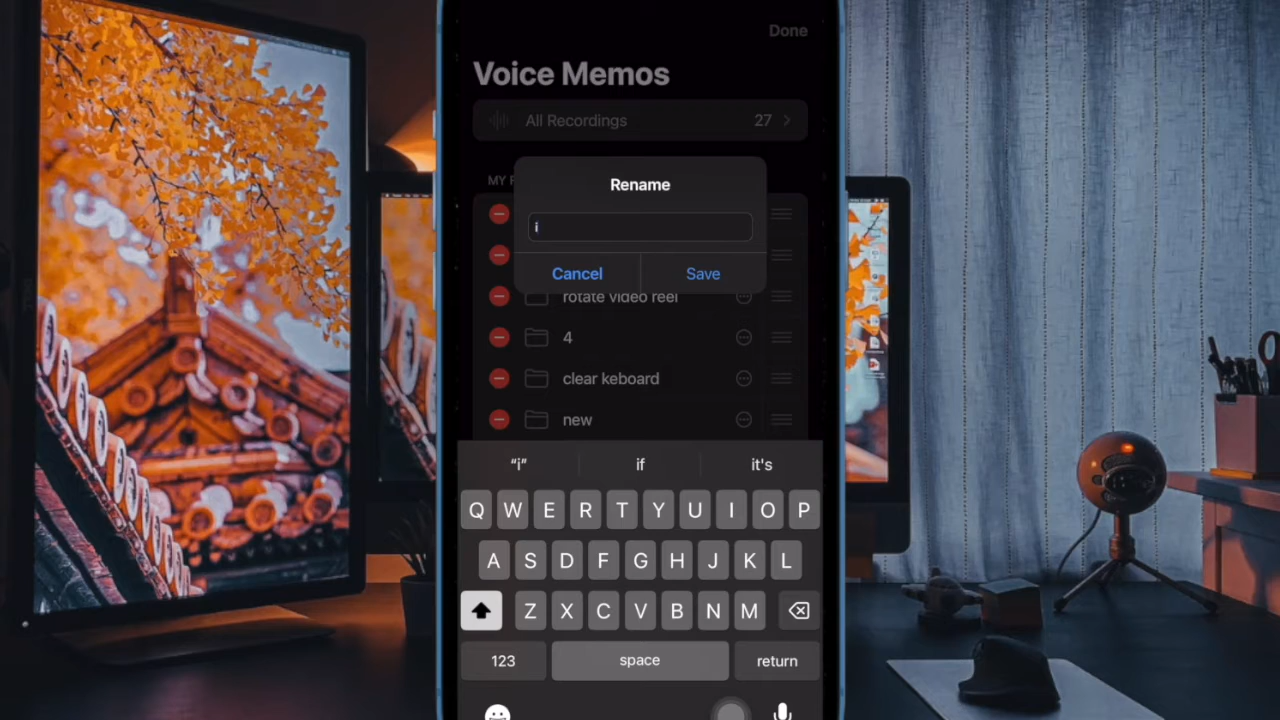 Done
Voice Memos
All Recordings 27
MY F
Rename
i
Cancel Save
rotate video reel
4
clear keboard
new
“i” if it's
Q W E R T Y U I O P
A S D F G H J K L
Z X C V B N M
123 space return